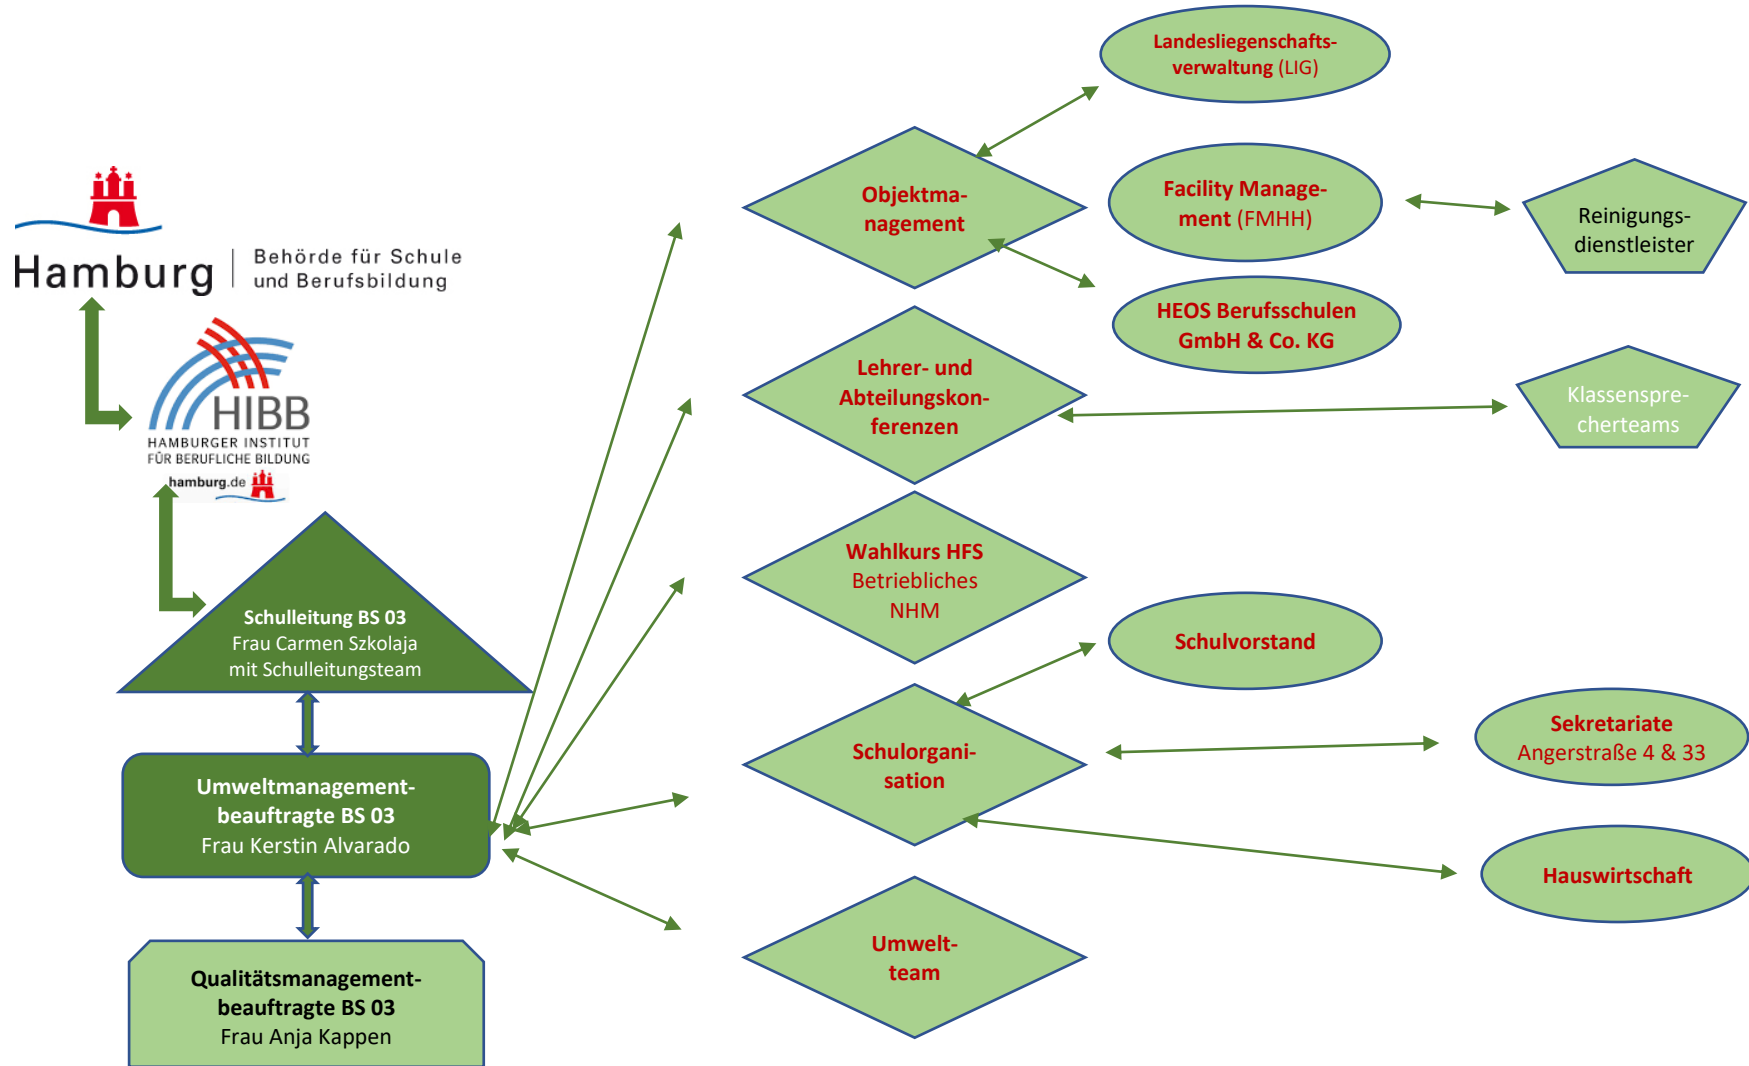 Hamburg
Behörde für Schule
und Berufsbildung
HIBB
HAMBURGER INSTITUT
FÜR BERUFLICHE BILDUNG
hamburg.de
Schulleitung BS 03
Frau Carmen Szkolaja
mit Schulleitungsteam
Umweltmanagement-
beauftragte BS 03
Frau Kerstin Alvarado
Qualitätsmanagement-
beauftragte BS 03
Frau Anja Kappen
Objektma-
nagement
Lehrer- und
Abteilungskon-
ferenzen
Wahlkurs HFS
Betriebliches
NHM
Schulorgani-
sation
Umwelt-
team
Landesliegenschafts-
verwaltung (LIG)
Facility Manage-
ment (FMHH)
HEOS Berufsschulen
GmbH & Co. KG
Schulvorstand
Reinigungs-
dienstleister
Klassenspre-
cherteams
Sekretariate
Angerstraße 4 & 33
Hauswirtschaft